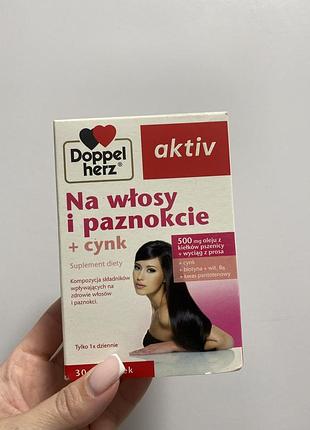 Doppel
herz®
aktiv
Na włosy
i paznokcie
+ cynk
Suplement diety
Kompozycja składników
wpływających na
zdrowie włosów
i paznokci.
500 mg oleju z
kiełków pszenicy
+ wyciąg z prosa
+ cynk
+ biotyna + wit. B₆
+ kwas pantotenowy
Tylko 1x dziennie
30